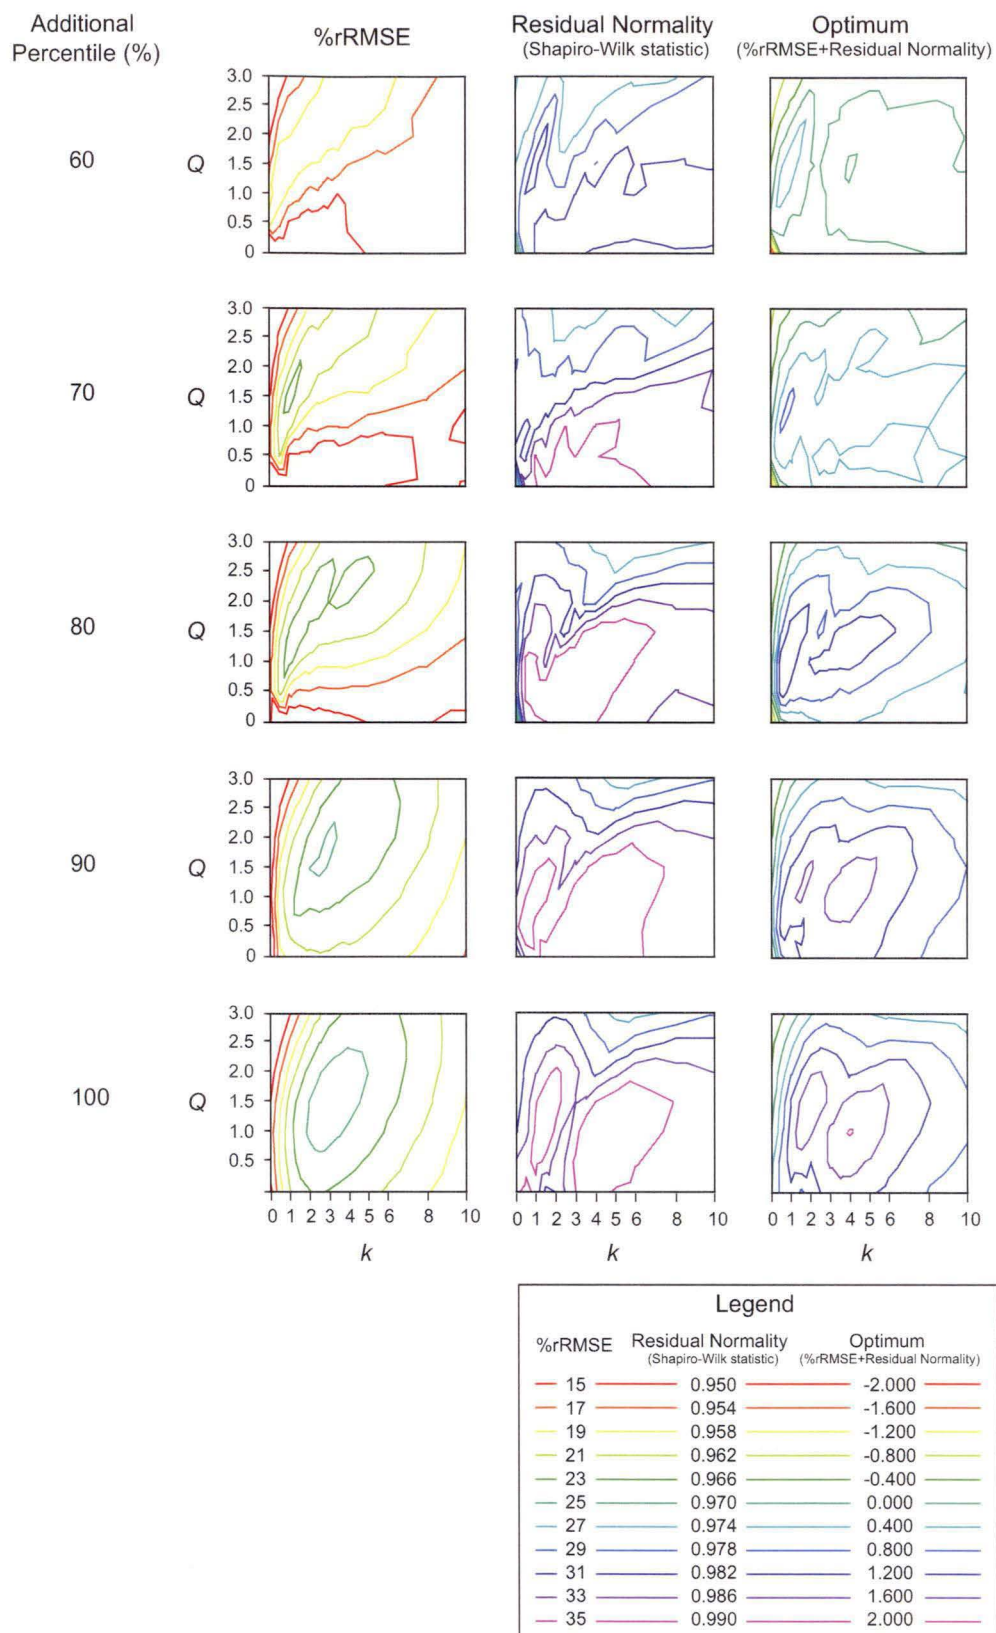 Additional
Percentile (%)
%rRMSE
Residual Normality
(Shapiro-Wilk statistic)
Optimum
(%rRMSE+Residual Normality)
60
Q
3.0
2.5
2.0
1.5
1.0
0.5
0
70
Q
3.0
2.5
2.0
1.5
1.0
0.5
0
80
Q
3.0
2.5
2.0
1.5
1.0
0.5
0
90
Q
3.0
2.5
2.0
1.5
1.0
0.5
0
100
Q
3.0
2.5
2.0
1.5
1.0
0.5
0 1 2 3 4 5 6 8 10
0 1 2 3 4 5 6 8 10
0 1 2 3 4 5 6 8 10
k
k
k
Legend
%rRMSE Residual Normality Optimum
(Shapiro-Wilk statistic) (%rRMSE+Residual Normality)
15 0.950 -2.000
17 0.954 -1.600
19 0.958 -1.200
21 0.962 -0.800
23 0.966 -0.400
25 0.970 0.000
27 0.974 0.400
29 0.978 0.800
31 0.982 1.200
33 0.986 1.600
35 0.990 2.000